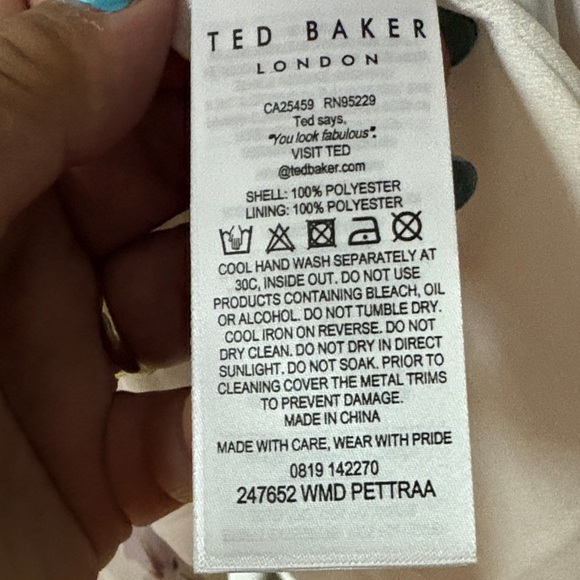 TED BAKER
LONDON
CA25459 RN95229
Ted says,
"You look fabulous".
VISIT TED
@tedbaker.com
SHELL: 100% POLYESTER
LINING: 100% POLYESTER
COOL HAND WASH SEPARATELY AT
30C, INSIDE OUT. DO NOT USE
PRODUCTS CONTAINING BLEACH, OIL
OR ALCOHOL. DO NOT TUMBLE DRY.
COOL IRON ON REVERSE. DO NOT
DRY CLEAN. DO NOT DRY IN DIRECT
SUNLIGHT. DO NOT SOAK. PRIOR TO
CLEANING COVER THE METAL TRIMS
TO PREVENT DAMAGE.
MADE IN CHINA
MADE WITH CARE, WEAR WITH PRIDE
0819 142270
247652 WMD PETTRAA